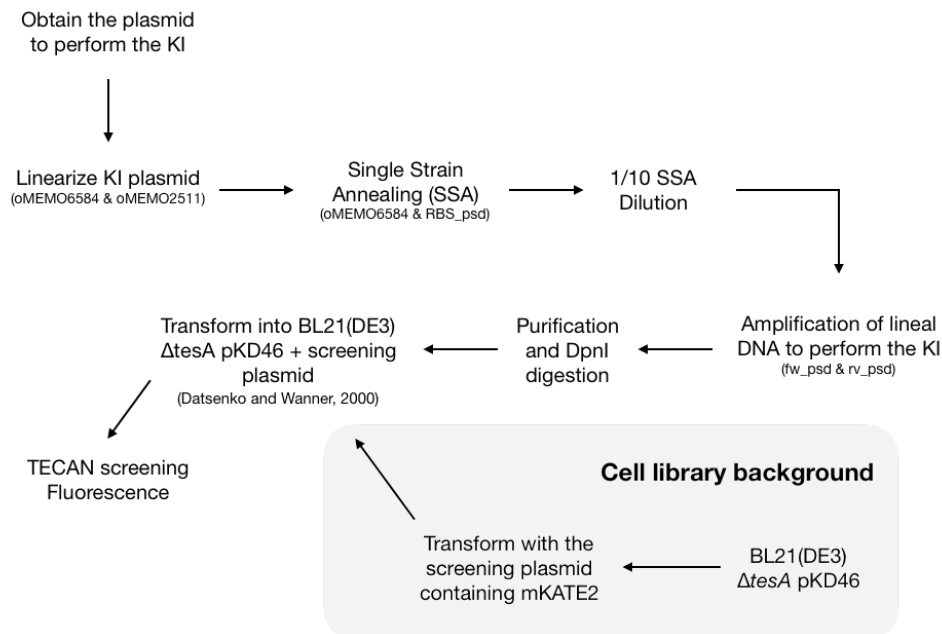 Obtain the plasmid
to perform the KI
Linearize KI plasmid
(oMEMO6584 & oMEMO2511)
Single Strain
Annealing (SSA)
(oMEMO6584 & RBS_psd)
1/10 SSA
Dilution
Amplification of lineal
DNA to perform the KI
(fw_psd & rv_psd)
Purification
and DpnI
digestion
Transform into BL21(DE3)
ΔtesA pKD46 + screening
plasmid
(Datsenko and Wanner, 2000)
TECAN screening
Fluorescence
Cell library background
BL21(DE3)
ΔtesA pKD46
Transform with the
screening plasmid
containing mKATE2